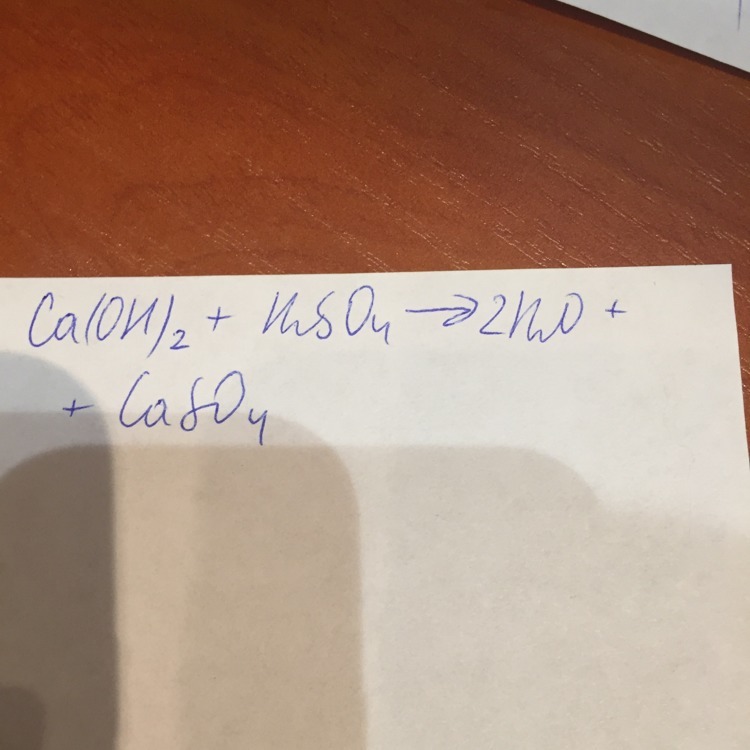 Ca(OH)₂ + H₂SO₄ → 2H₂O +
+ CaSO₄